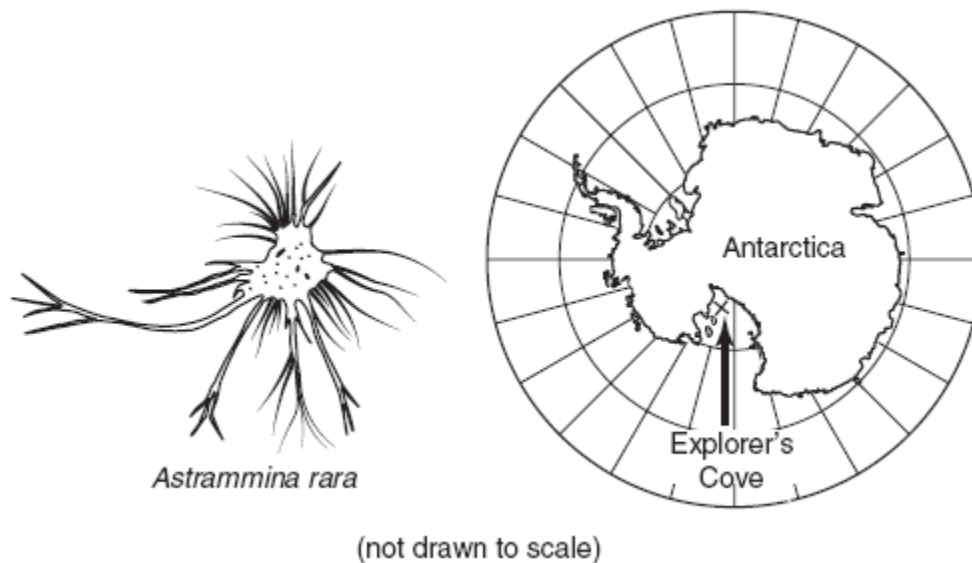 Antarctica
Explorer's
Cove
Astrammina rara
(not drawn to scale)